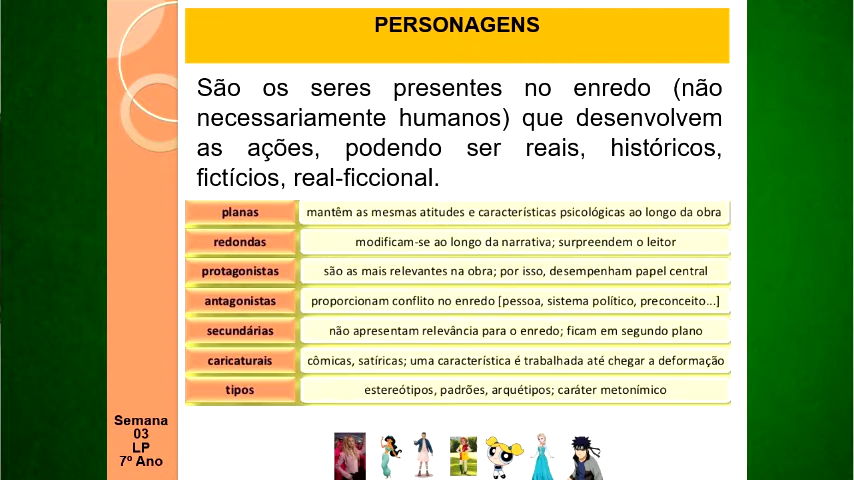 PERSONAGENS
São os seres presentes no enredo (não
necessariamente humanos) que desenvolvem
as ações, podendo ser reais, históricos,
fictícios, real-ficcional.
planas mantêm as mesmas atitudes e características psicológicas ao longo da obra
redondas modificam-se ao longo da narrativa; surpreendem o leitor
protagonistas são as mais relevantes na obra; por isso, desempenham papel central
antagonistas proporcionam conflito no enredo [pessoa, sistema político, preconceito...]
secundárias não apresentam relevância para o enredo; ficam em segundo plano
caricaturais cômicas, satíricas; uma característica é trabalhada até chegar a deformação
tipos estereótipos, padrões, arquétipos; caráter metonímico
Semana
03
LP
7º Ano